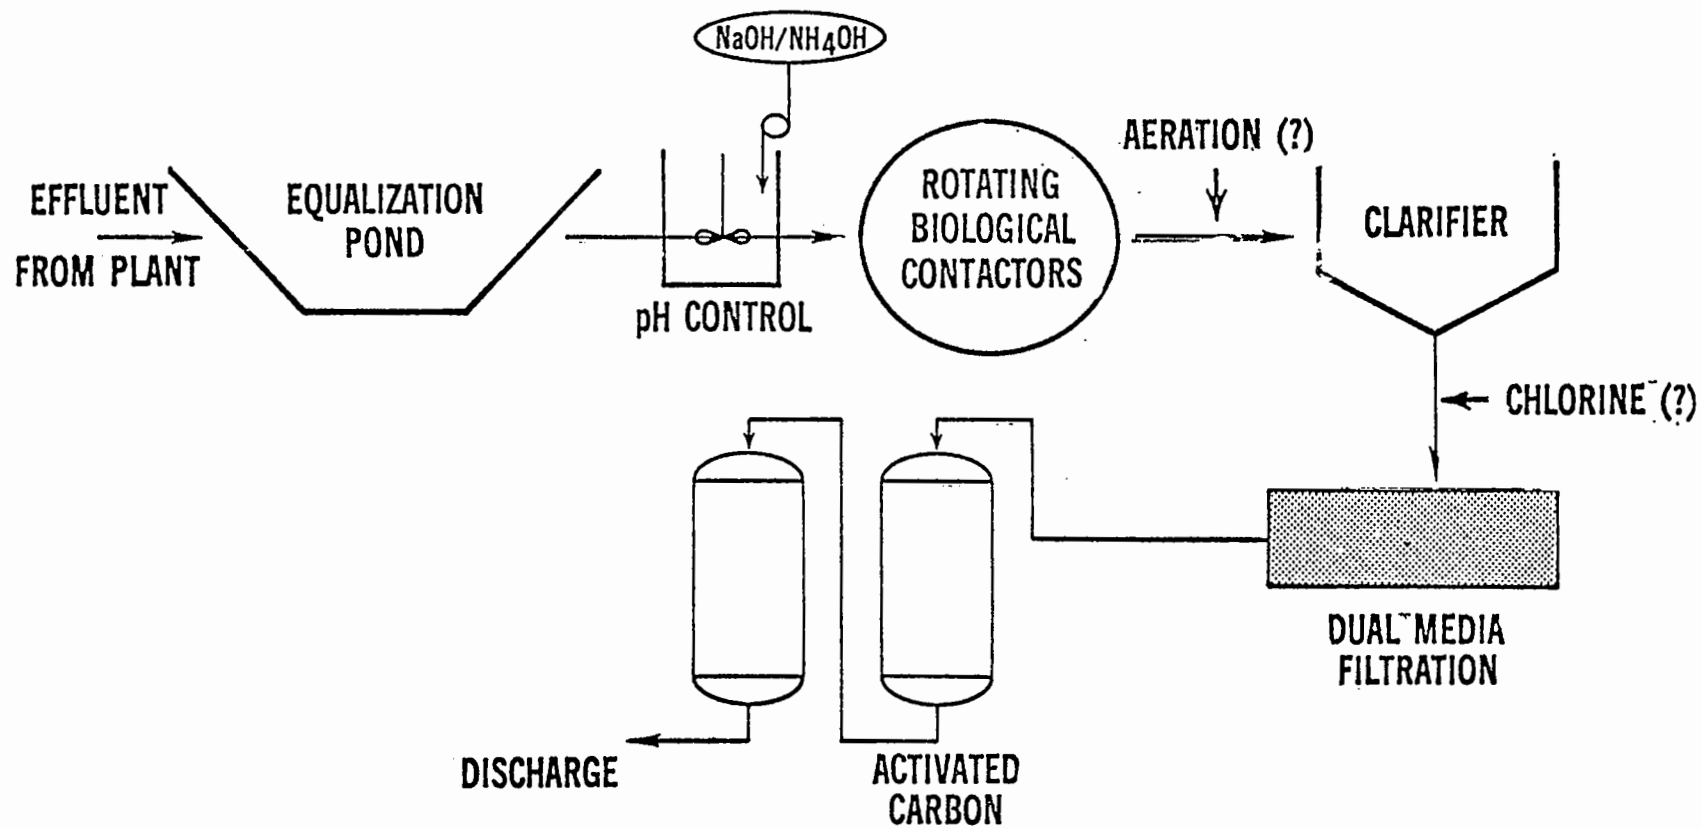 NaOH/NH4OH
EFFLUENT
FROM PLANT
EQUALIZATION
POND
pH CONTROL
ROTATING
BIOLOGICAL
CONTACTORS
AERATION (?)
CLARIFIER
CHLORINE (?)
DUAL MEDIA
FILTRATION
ACTIVATED
CARBON
DISCHARGE